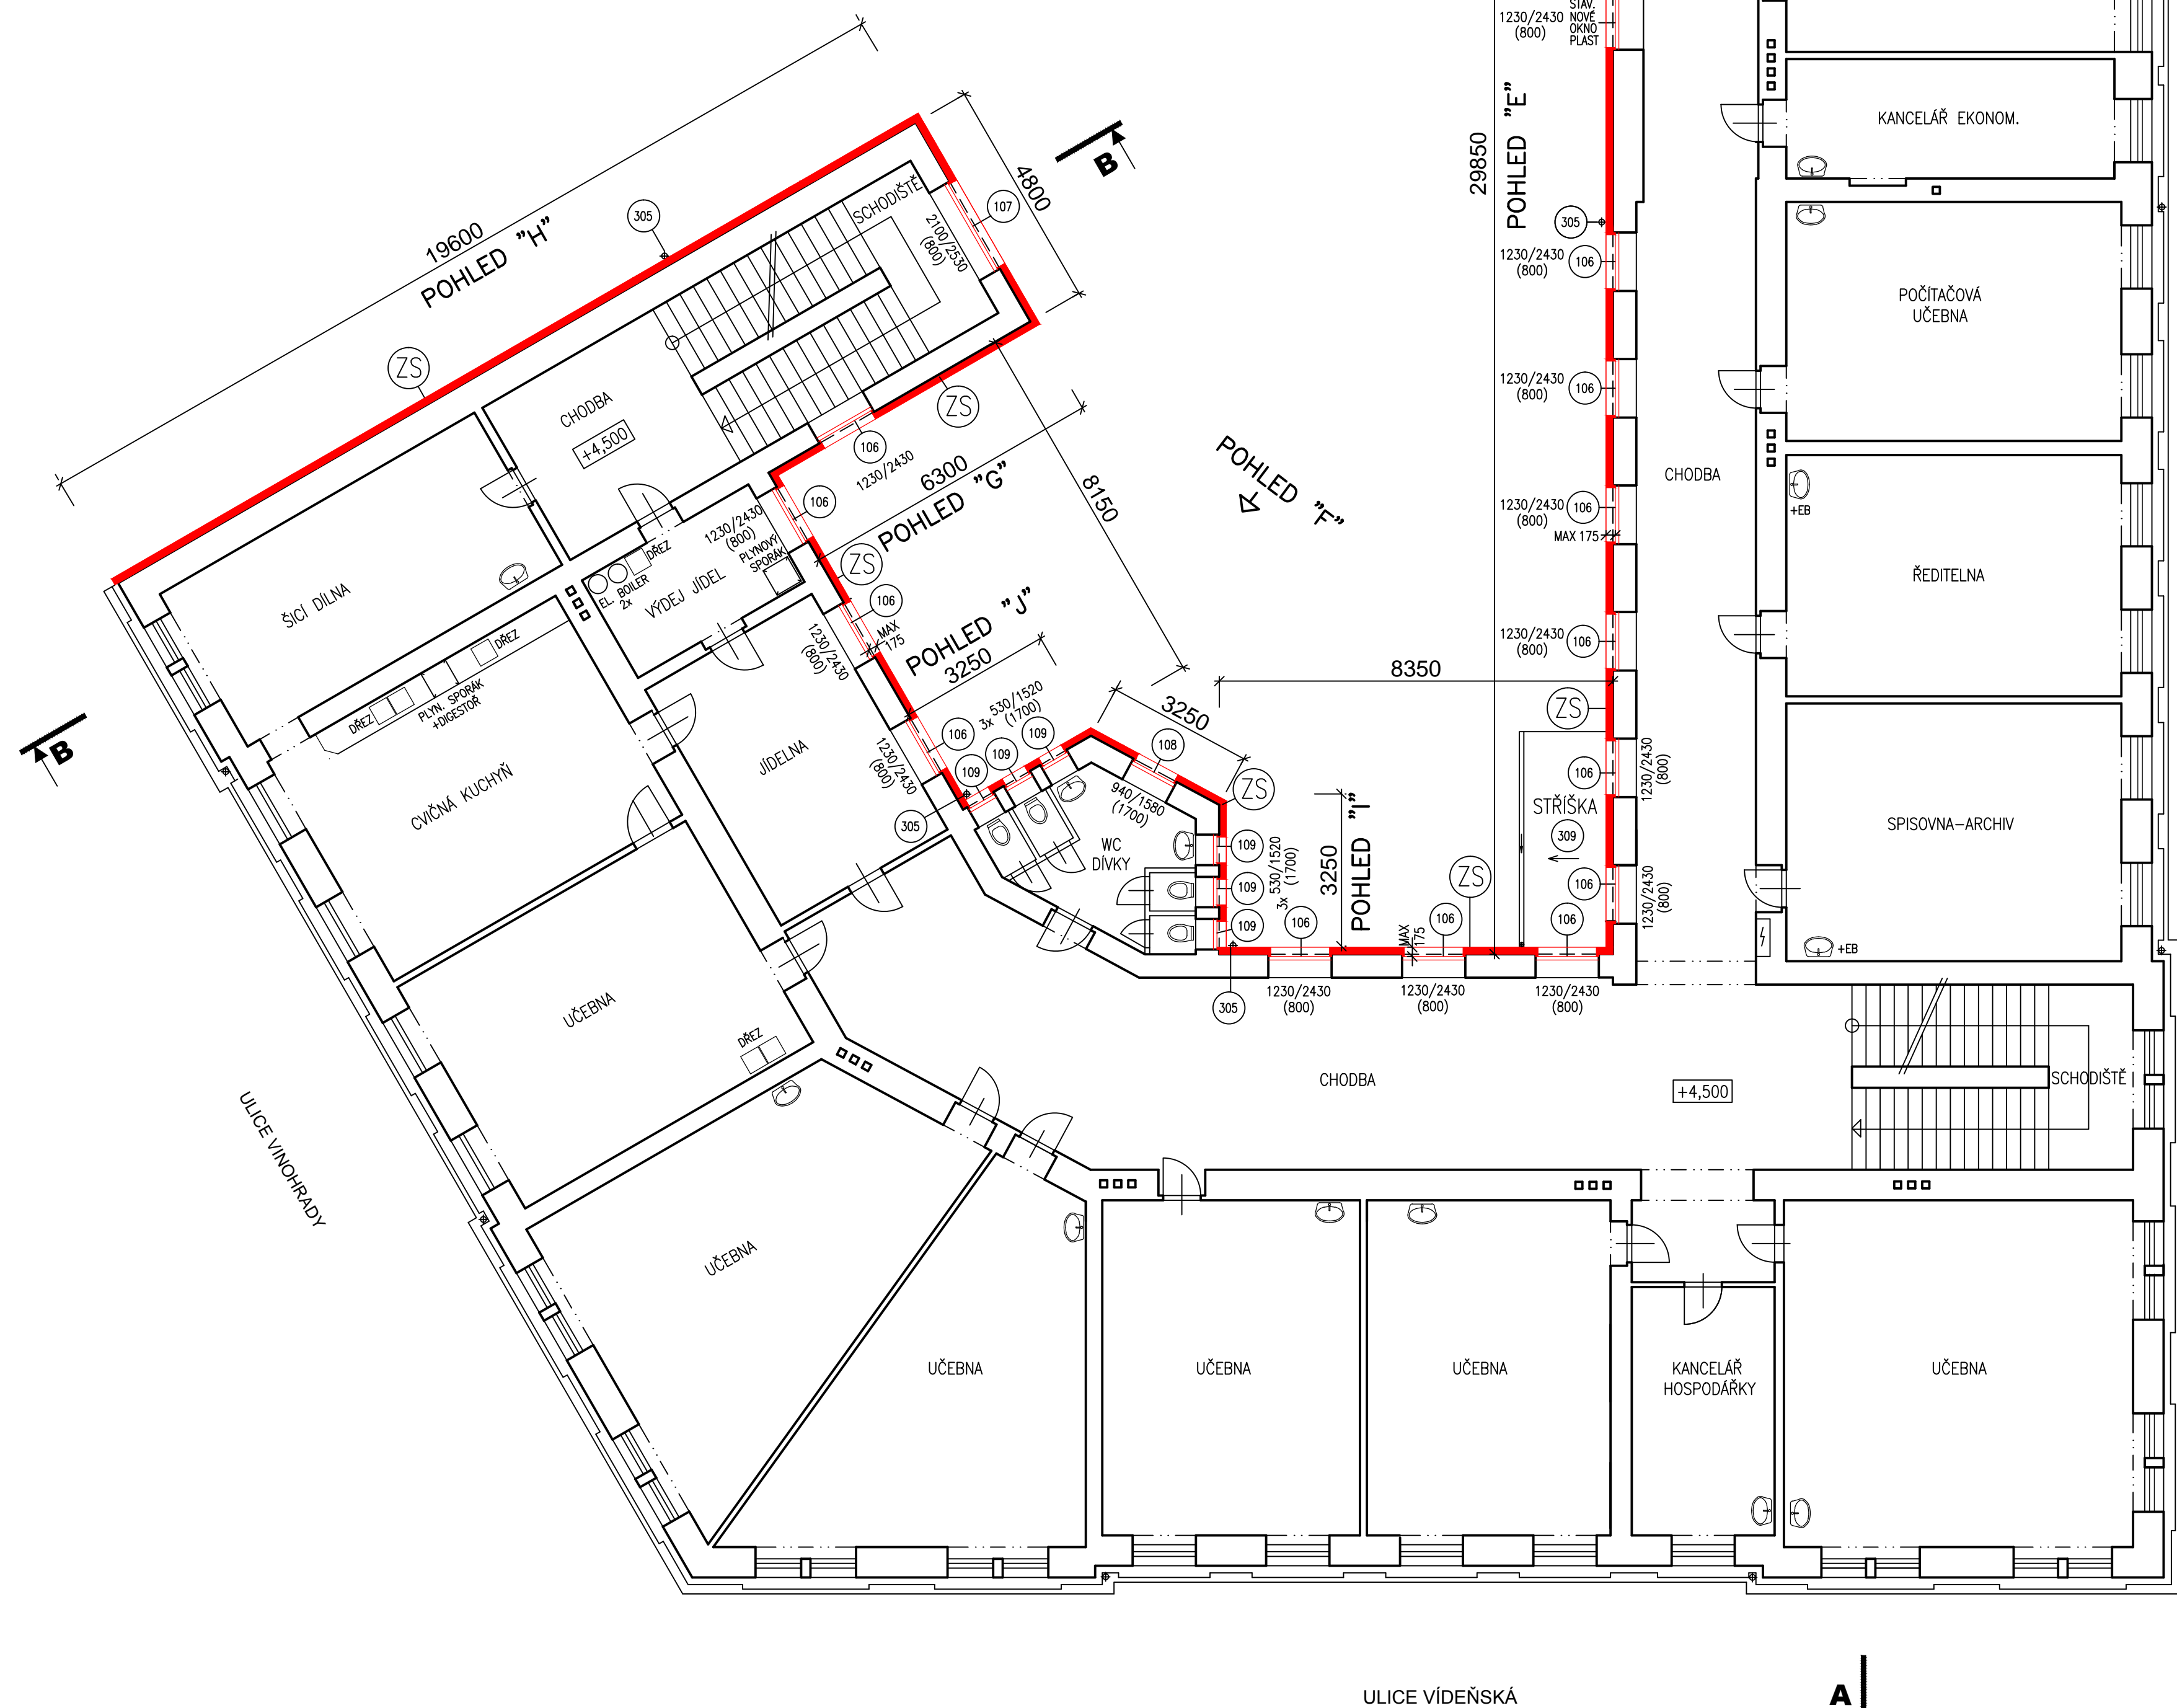 1230/2430
(800)
STÁV.
NOVÉ
OKNO
PLAST
POHLED "E"
29850
KANCELÁŘ EKONOM.
B
4800
107
SCHODIŠTĚ
2100/2530
(800)
305
19600
POHLED "H"
ZS
305
1230/2430
(800)
106
POČÍTAČOVÁ
UČEBNA
1230/2430
(800)
106
CHODBA
+4,500
ZS
106
1230/2430
6300
POHLED "G"
8150
POHLED "F"
CHODBA
106
1230/2430
(800)
106
MAX 175
+EB
ŘEDITELNA
1230/2430
(800)
PLYNOVÝ
SPORÁK
DŘEZ
EL. BOILER
2x
VÝDEJ JÍDEL
ZS
106
MAX
175
1230/2430
(800)
ŠICÍ DÍLNA
DŘEZ
PLYN. SPORÁK
+DIGESTOŘ
DŘEZ
B
CVIČNÁ KUCHYŇ
JÍDELNA
POHLED "J"
3250
3x 530/1520
(1700)
106
1230/2430
(800)
109
109
109
305
3250
108
940/1580
(1700)
ZS
WC
DÍVKY
1230/2430
(800)
106
8350
ZS
106
1230/2430
(800)
STŘÍŠKA
309
106
1230/2430
(800)
SPISOVNA-ARCHIV
+EB
109
109
109
3x 530/1520
(1700)
3250
POHLED "I"
106
MAX
175
106
ZS
106
305
1230/2430
(800)
1230/2430
(800)
1230/2430
(800)
UČEBNA
DŘEZ
CHODBA
+4,500
SCHODIŠTĚ
ULICE VINOHRADY
UČEBNA
UČEBNA
UČEBNA
UČEBNA
KANCELÁŘ
HOSPODÁŘKY
UČEBNA
ULICE VÍDEŇSKÁ
A